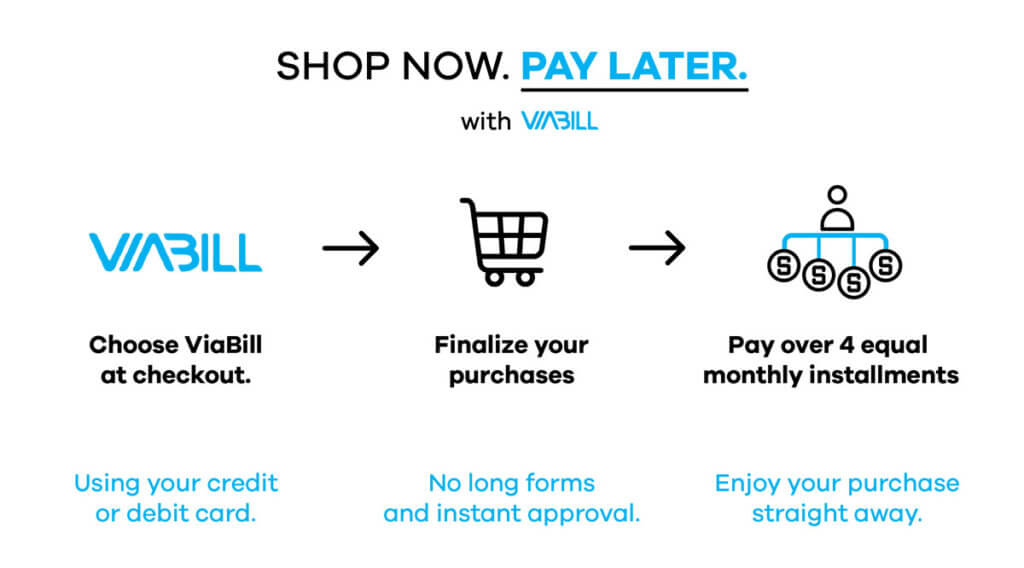 SHOP NOW. PAY LATER.
with VIABILL
VIABILL
Choose ViaBill
at checkout.
Finalize your
purchases
S S S S
Pay over 4 equal
monthly installments
Using your credit
or debit card.
No long forms
and instant approval.
Enjoy your purchase
straight away.